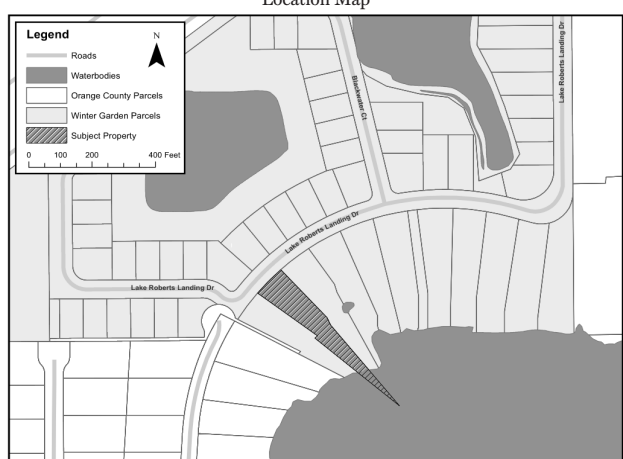 Location Map
Legend
N
Roads
Waterbodies
Orange County Parcels
Winter Garden Parcels
Subject Property
0 100 200 400 Feet
Blackwater Ct
Lake Roberts Landing Dr
Lake Roberts Landing Dr
Lake Roberts Landing Dr